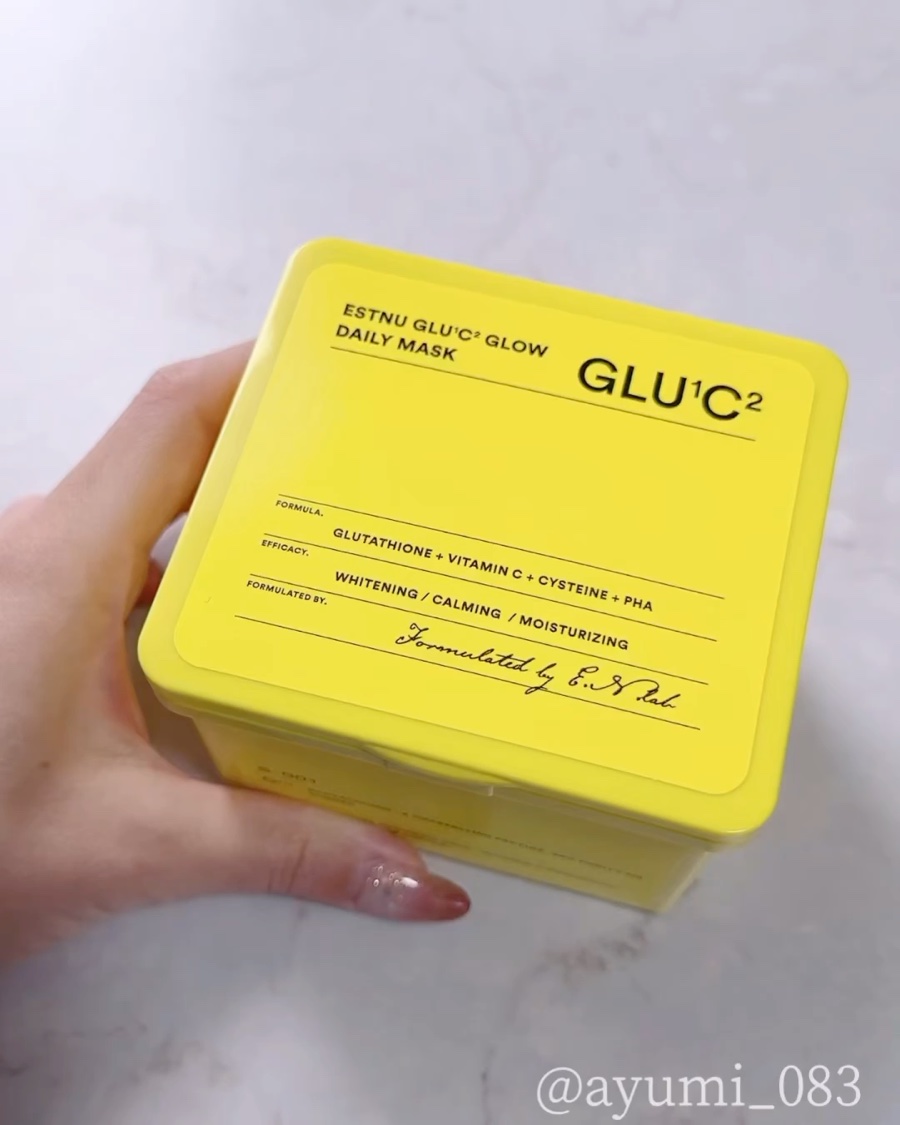 ESTNU GLU¹C² GLOW
DAILY MASK
GLU¹C²
FORMULA.
GLUTATHIONE + VITAMIN C + CYSTEINE + PHA
EFFICACY.
WHITENING / CALMING / MOISTURIZING
FORMULATED BY.
Formulated by E.N lab
@ayumi_083